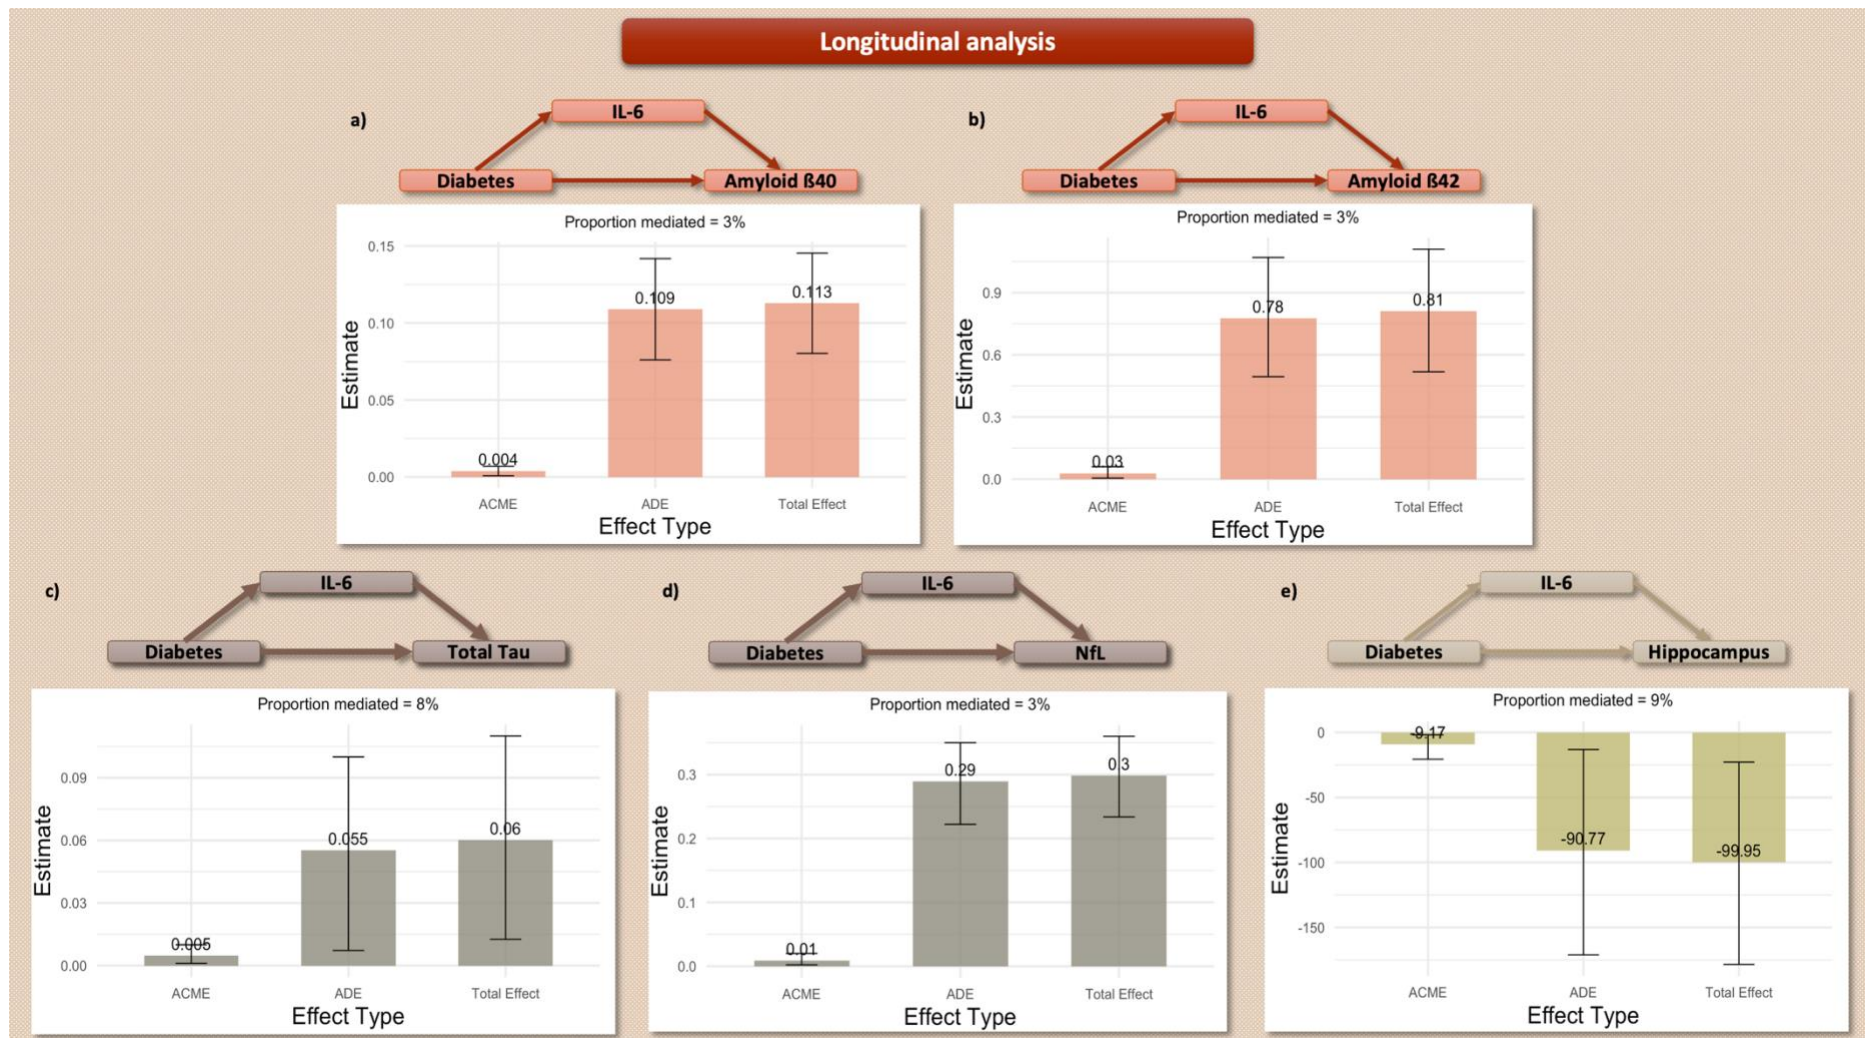 Longitudinal analysis
a)
IL-6
Diabetes
Amyloid ß40
Proportion mediated = 3%
0.15
0.10
0.05
0.00
Estimate
0.004
0.109
0.113
ACME
ADE
Total Effect
Effect Type
b)
IL-6
Diabetes
Amyloid ß42
Proportion mediated = 3%
0.9
0.6
0.3
0.0
Estimate
0.03
0.78
0.81
ACME
ADE
Total Effect
Effect Type
c)
IL-6
Diabetes
Total Tau
Proportion mediated = 8%
0.09
0.06
0.03
0.00
Estimate
0.005
0.055
0.06
ACME
ADE
Total Effect
Effect Type
d)
IL-6
Diabetes
NfL
Proportion mediated = 3%
0.3
0.2
0.1
0.0
Estimate
0.01
0.29
0.3
ACME
ADE
Total Effect
Effect Type
e)
IL-6
Diabetes
Hippocampus
Proportion mediated = 9%
0
-50
-100
-150
Estimate
-9.17
-90.77
-99.95
ACME
ADE
Total Effect
Effect Type